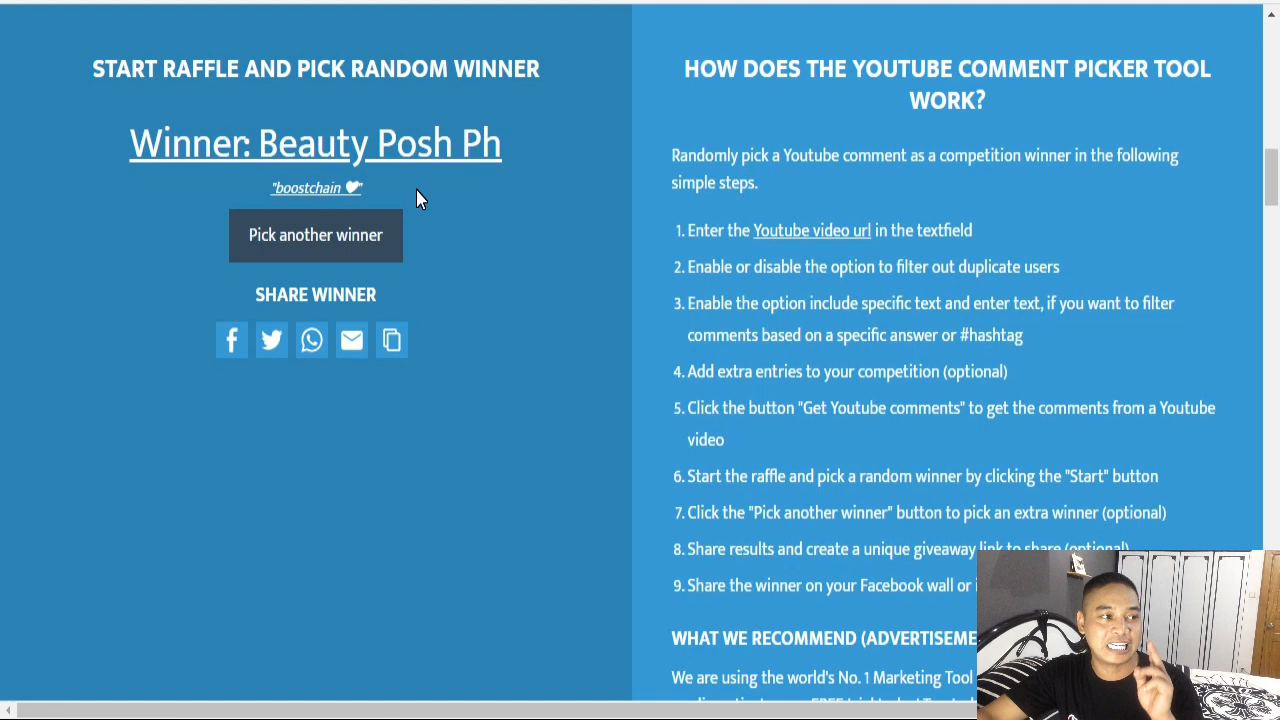 START RAFFLE AND PICK RANDOM WINNER
Winner: Beauty Posh Ph
"boostchain 🖤"
Pick another winner
SHARE WINNER
HOW DOES THE YOUTUBE COMMENT PICKER TOOL
WORK?
Randomly pick a Youtube comment as a competition winner in the following
simple steps.
1. Enter the Youtube video url in the textfield
2. Enable or disable the option to filter out duplicate users
3. Enable the option include specific text and enter text, if you want to filter
comments based on a specific answer or #hashtag
4. Add extra entries to your competition (optional)
5. Click the button "Get Youtube comments" to get the comments from a Youtube
video
6. Start the raffle and pick a random winner by clicking the "Start" button
7. Click the "Pick another winner" button to pick an extra winner (optional)
8. Share results and create a unique giveaway link to share (optional)
9. Share the winner on your Facebook wall or
WHAT WE RECOMMEND
We are using the world's No. 1 Marketing Tool